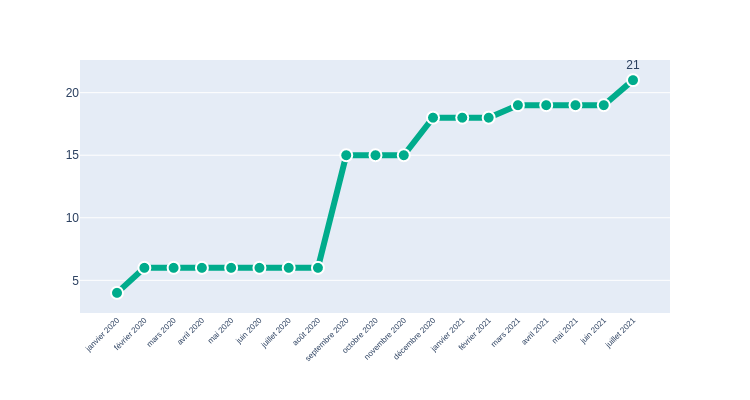 21
20
15
10
5
janvier 2020
février 2020
mars 2020
avril 2020
mai 2020
juin 2020
juillet 2020
août 2020
septembre 2020
octobre 2020
novembre 2020
décembre 2020
janvier 2021
février 2021
mars 2021
avril 2021
mai 2021
juin 2021
juillet 2021